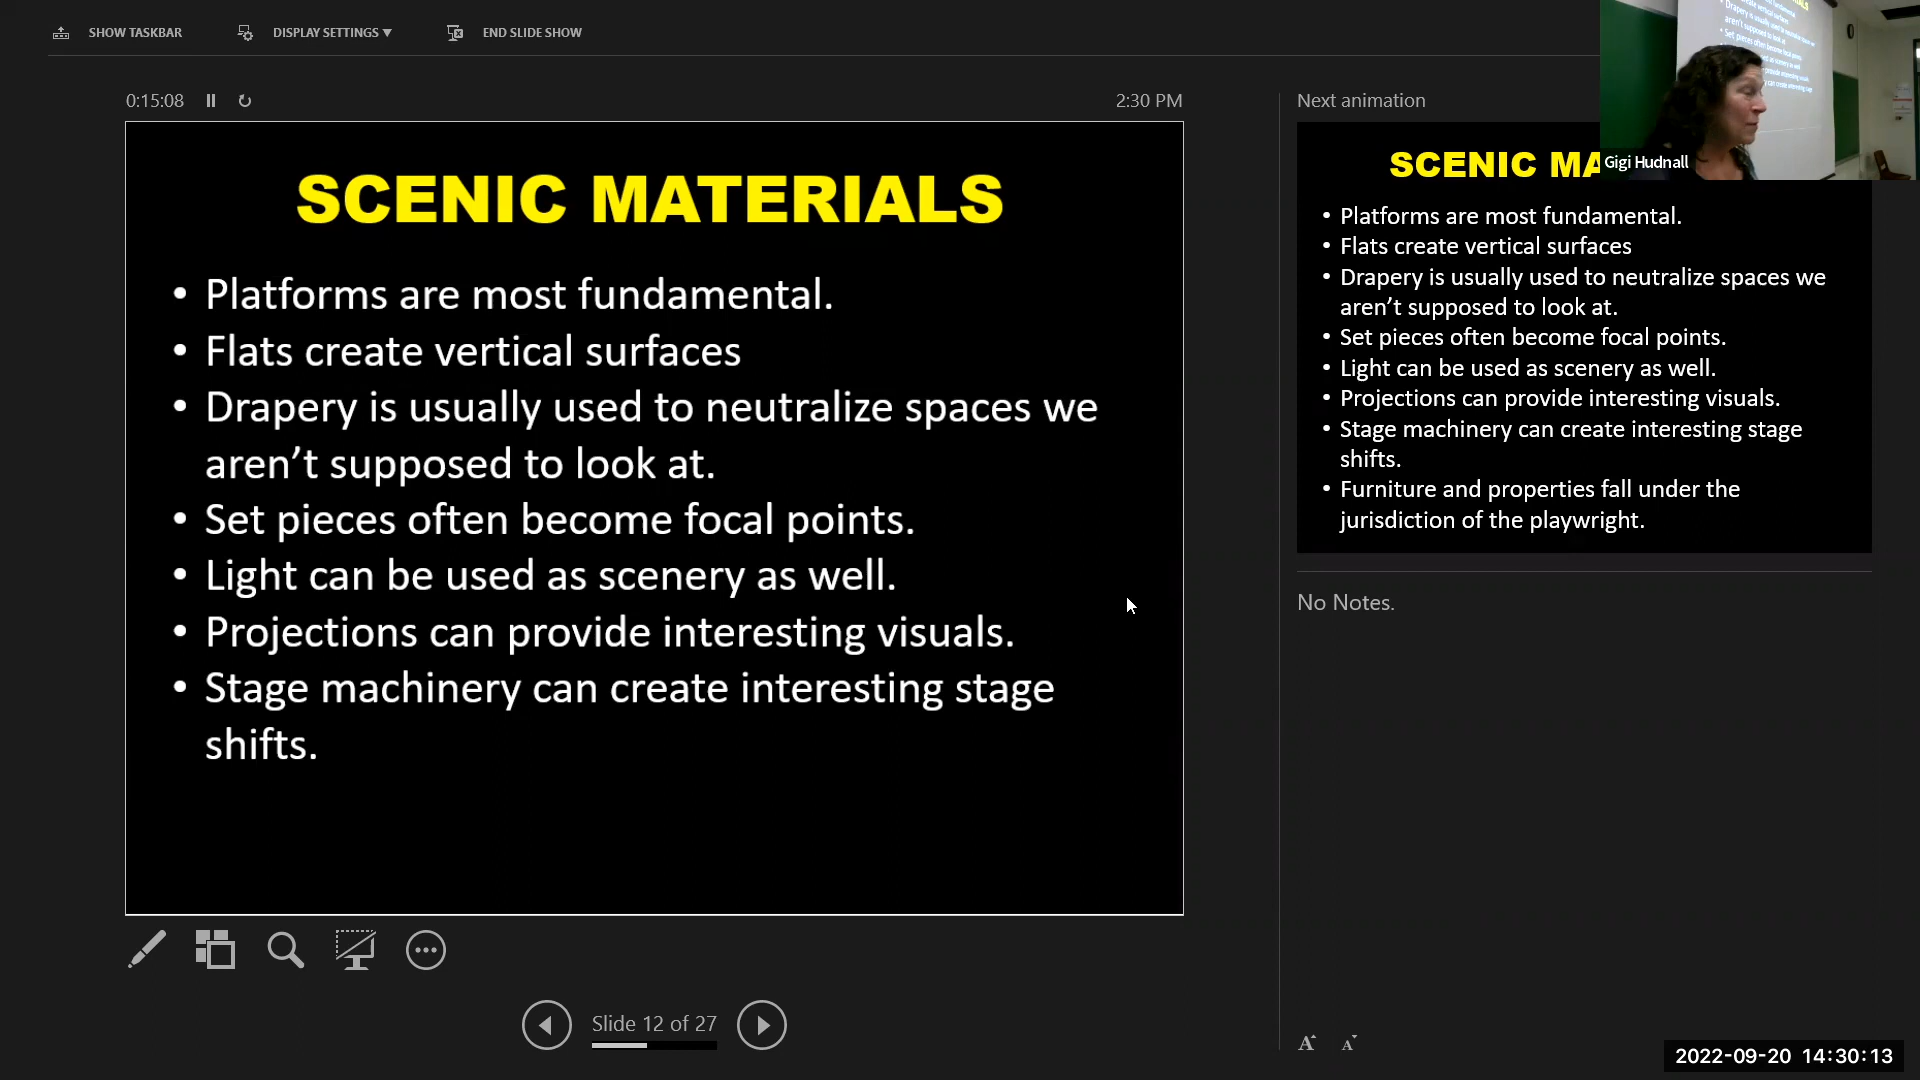 SHOW TASKBAR
DISPLAY SETTINGS ▼
END SLIDE SHOW
0:15:08
2:30 PM
SCENIC MATERIALS
• Platforms are most fundamental.
• Flats create vertical surfaces
• Drapery is usually used to neutralize spaces we
aren’t supposed to look at.
• Set pieces often become focal points.
• Light can be used as scenery as well.
• Projections can provide interesting visuals.
• Stage machinery can create interesting stage
shifts.
Slide 12 of 27
Next animation
SCENIC MA
• Platforms are most fundamental.
• Flats create vertical surfaces
• Drapery is usually used to neutralize spaces we
aren’t supposed to look at.
• Set pieces often become focal points.
• Light can be used as scenery as well.
• Projections can provide interesting visuals.
• Stage machinery can create interesting stage
shifts.
• Furniture and properties fall under the
jurisdiction of the playwright.
No Notes.
Gigi Hudnall
A A
2022-09-20 14:30:13